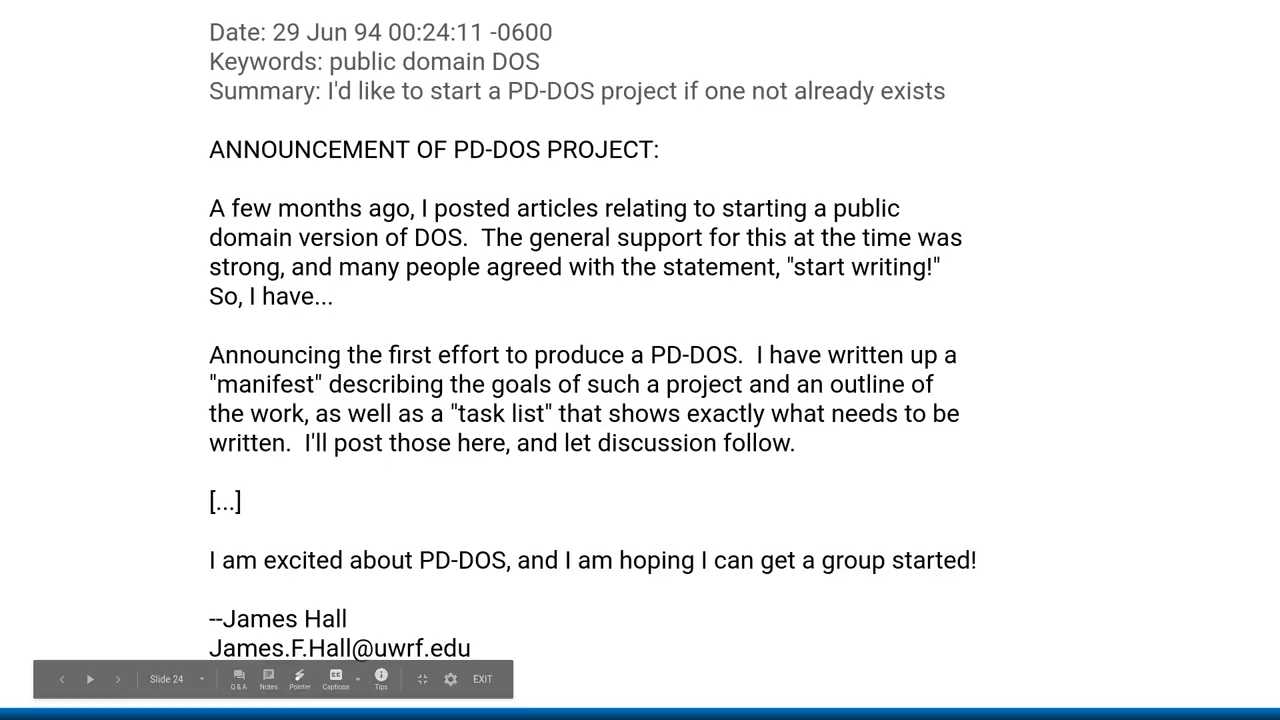 Date: 29 Jun 94 00:24:11 -0600
Keywords: public domain DOS
Summary: I'd like to start a PD-DOS project if one not already exists
ANNOUNCEMENT OF PD-DOS PROJECT:
A few months ago, I posted articles relating to starting a public
domain version of DOS.  The general support for this at the time was
strong, and many people agreed with the statement, "start writing!"
So, I have...
Announcing the first effort to produce a PD-DOS.  I have written up a
"manifest" describing the goals of such a project and an outline of
the work, as well as a "task list" that shows exactly what needs to be
written.  I'll post those here, and let discussion follow.
[...]
I am excited about PD-DOS, and I am hoping I can get a group started!
--James Hall
James.F.Hall@uwrf.edu
Slide 24 Q & A Notes Pointer CC Captions Tips EXIT